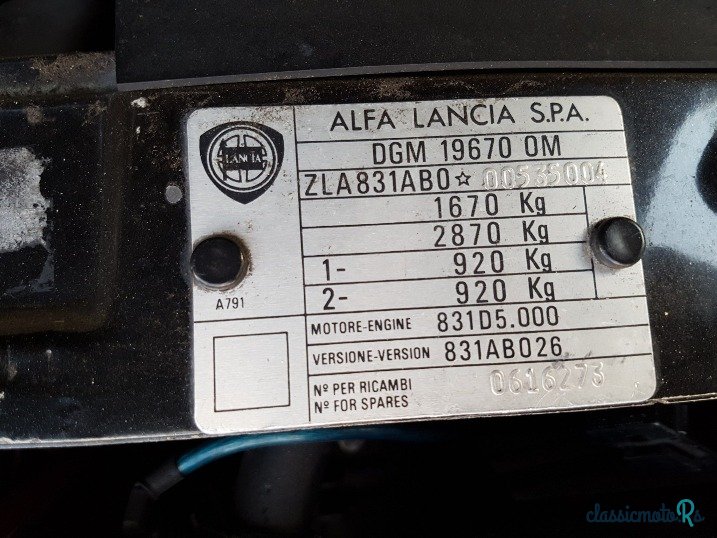 ALFA LANCIA S.P.A.
LANCIA
DGM 19670 OM
ZLA831AB0☆ 00535004
1670 Kg
2870 Kg
1- 920 Kg
2- 920 Kg
A791
MOTORE-ENGINE 831D5.000
VERSIONE-VERSION 831AB026
Nº PER RICAMBI
Nº FOR SPARES
0616273
classicmotoRs